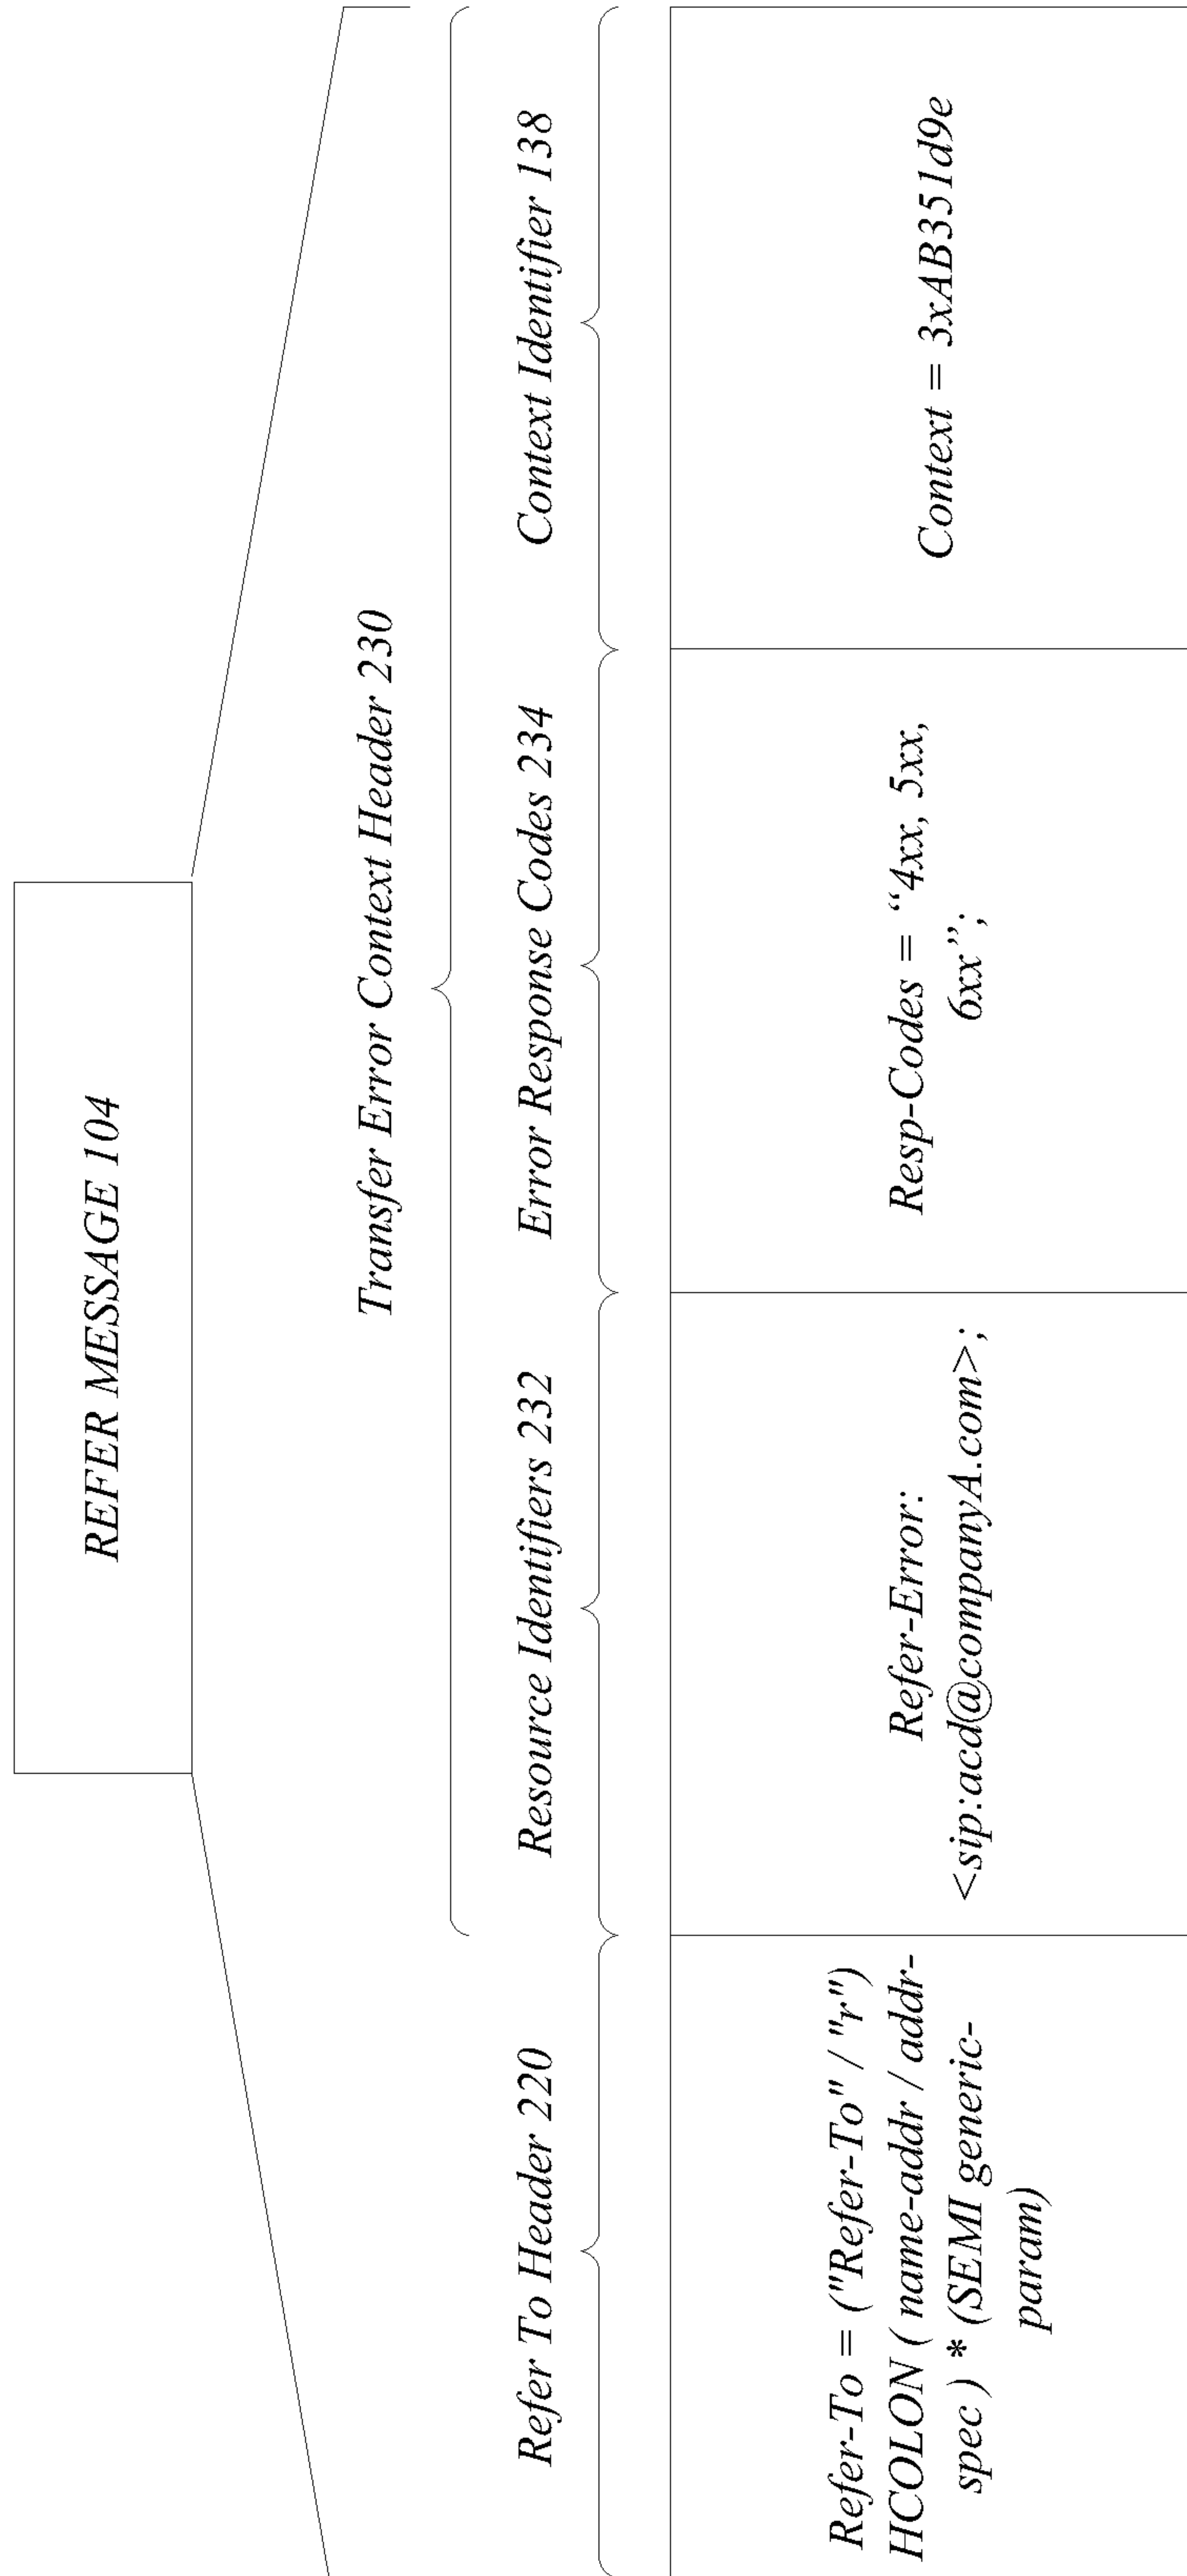 REFER MESSAGE 104
Transfer Error Context Header 230
Refer To Header 220
Resource Identifiers 232
Error Response Codes 234
Context Identifier 138
Refer-To = ("Refer-To" / "r")
HCOLON ( name-addr / addr-
spec ) * (SEMI generic-
param)
Refer-Error:
<sip:acd@companyA.com>;
Resp-Codes = “4xx, 5xx,
6xx”;
Context = 3xAB351d9e